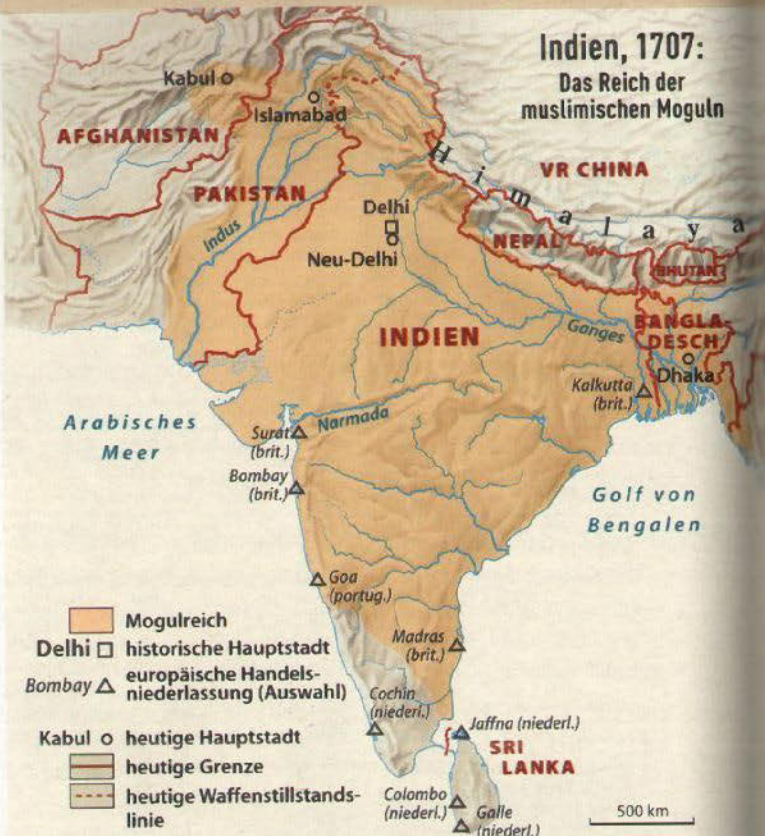 Indien, 1707:
Das Reich der
muslimischen Moguln
Kabul
Islamabad
AFGHANISTAN
PAKISTAN
Himalaya
VR CHINA
Delhi
Indus
Neu-Delhi
NEPAL
BHUTAN
INDIEN
Ganges
BANGLA-
DESCH
Dhaka
Kalkutta
(brit.)
Arabisches
Meer
Narmada
Surat
(brit.)
Bombay
(brit.)
Golf von
Bengalen
Goa
(portug.)
Madras
(brit.)
Cochin
(niederl.)
Jaffna (niederl.)
SRI
LANKA
Colombo
(niederl.)
Galle
(niederl.)
500 km
Mogulreich
Delhi historische Hauptstadt
Bombay europäische Handels-
niederlassung (Auswahl)
Kabul heutige Hauptstadt
heutige Grenze
heutige Waffenstillstands-
linie